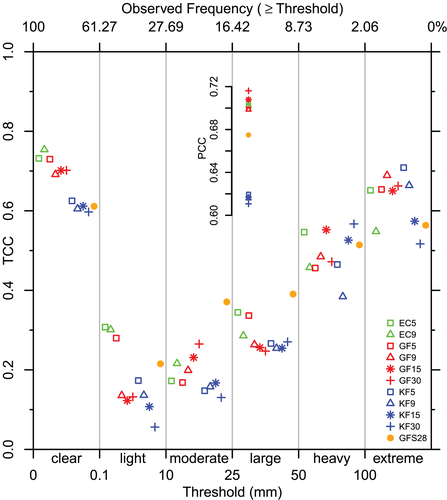 Observed Frequency ( ≥ Threshold)
100 61.27 27.69 16.42 8.73 2.06 0%
1.0
0.8
0.6
0.4
0.2
0.0
TCC
0.72
0.68
0.64
0.60
PCC
EC5
EC9
GF5
GF9
GF15
GF30
KF5
KF9
KF15
KF30
GFS28
clear light moderate large heavy extreme
0 0.1 10 25 50 100
Threshold (mm)